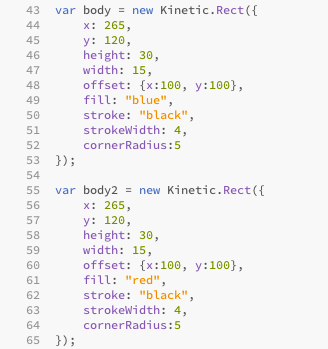 43 var body = new Kinetic.Rect({
44     x: 265,
45     y: 120,
46     height: 30,
47     width: 15,
48     offset: {x:100, y:100},
49     fill: "blue",
50     stroke: "black",
51     strokeWidth: 4,
52     cornerRadius:5
53 });
54
55 var body2 = new Kinetic.Rect({
56     x: 265,
57     y: 120,
58     height: 30,
59     width: 15,
60     offset: {x:100, y:100},
61     fill: "red",
62     stroke: "black",
63     strokeWidth: 4,
64     cornerRadius:5
65 });